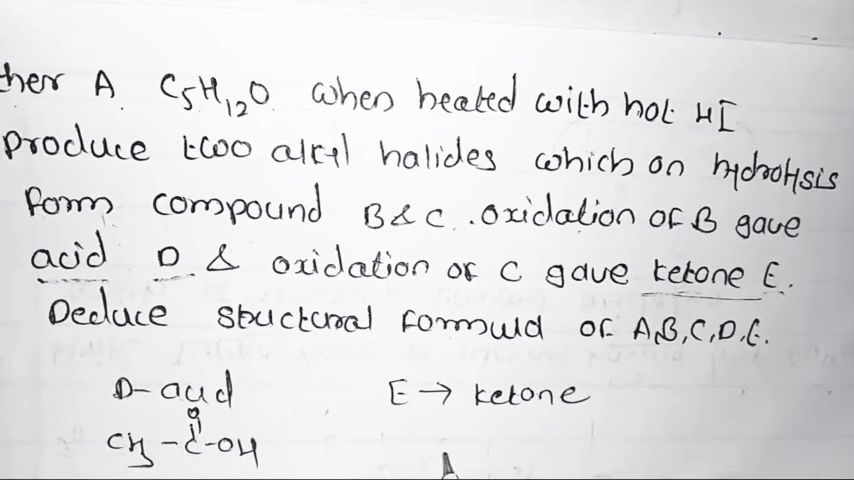 ther A C5H12O when heated with hot HI
produce two alkyl halides which on hydrolysis
form compound B & C . oxidation of B gave
acid D & oxidation of C gave ketone E.
Deduce structural formula of A,B,C,D,E.
D- acid E → ketone
O
CH3 - C - OH